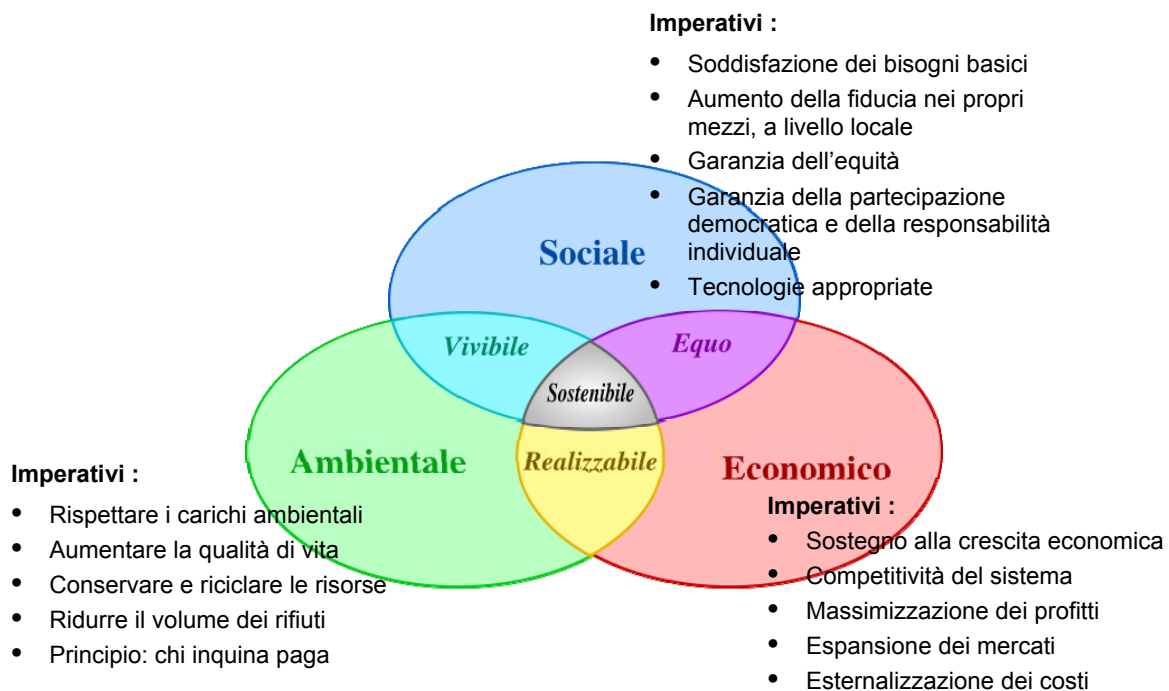 Imperativi :
• Soddisfazione dei bisogni basici
• Aumento della fiducia nei propri
mezzi, a livello locale
• Garanzia dell’equità
• Garanzia della partecipazione
democratica e della responsabilità
individuale
• Tecnologie appropriate
Sociale
Vivibile
Equo
Sostenibile
Ambientale
Realizzabile
Economico
Imperativi :
• Rispettare i carichi ambientali
• Aumentare la qualità di vita
• Conservare e riciclare le risorse
• Ridurre il volume dei rifiuti
• Principio: chi inquina paga
Imperativi :
• Sostegno alla crescita economica
• Competitività del sistema
• Massimizzazione dei profitti
• Espansione dei mercati
• Esternalizzazione dei costi